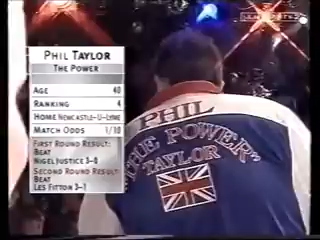 PHIL TAYLOR
THE POWER
AGE 40
RANKING 4
HOME NEWCASTLE-U-LYME
MATCH ODDS 1/10
FIRST ROUND RESULT:
BEAT
NIGEL JUSTICE 3-0
SECOND ROUND RESULT:
BEAT
LES FITTON 3-1
PHIL
"THE POWER"
TAYLOR